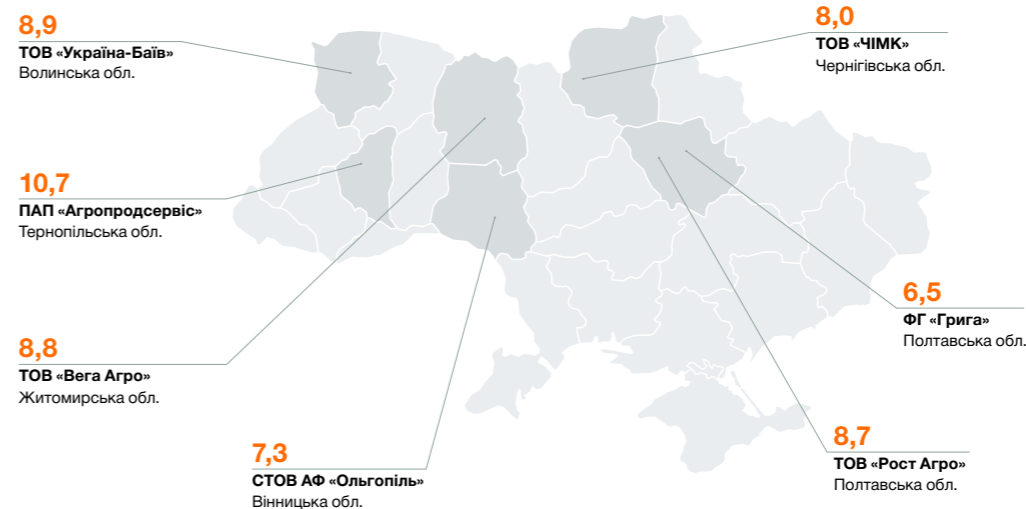 8,9
ТОВ «Україна-Баїв»
Волинська обл.
8,0
ТОВ «ЧІМК»
Чернігівська обл.
10,7
ПАП «Агропродсервіс»
Тернопільська обл.
6,5
ФГ «Грига»
Полтавська обл.
8,8
ТОВ «Вега Агро»
Житомирська обл.
7,3
СТОВ АФ «Ольгопіль»
Вінницька обл.
8,7
ТОВ «Рост Агро»
Полтавська обл.